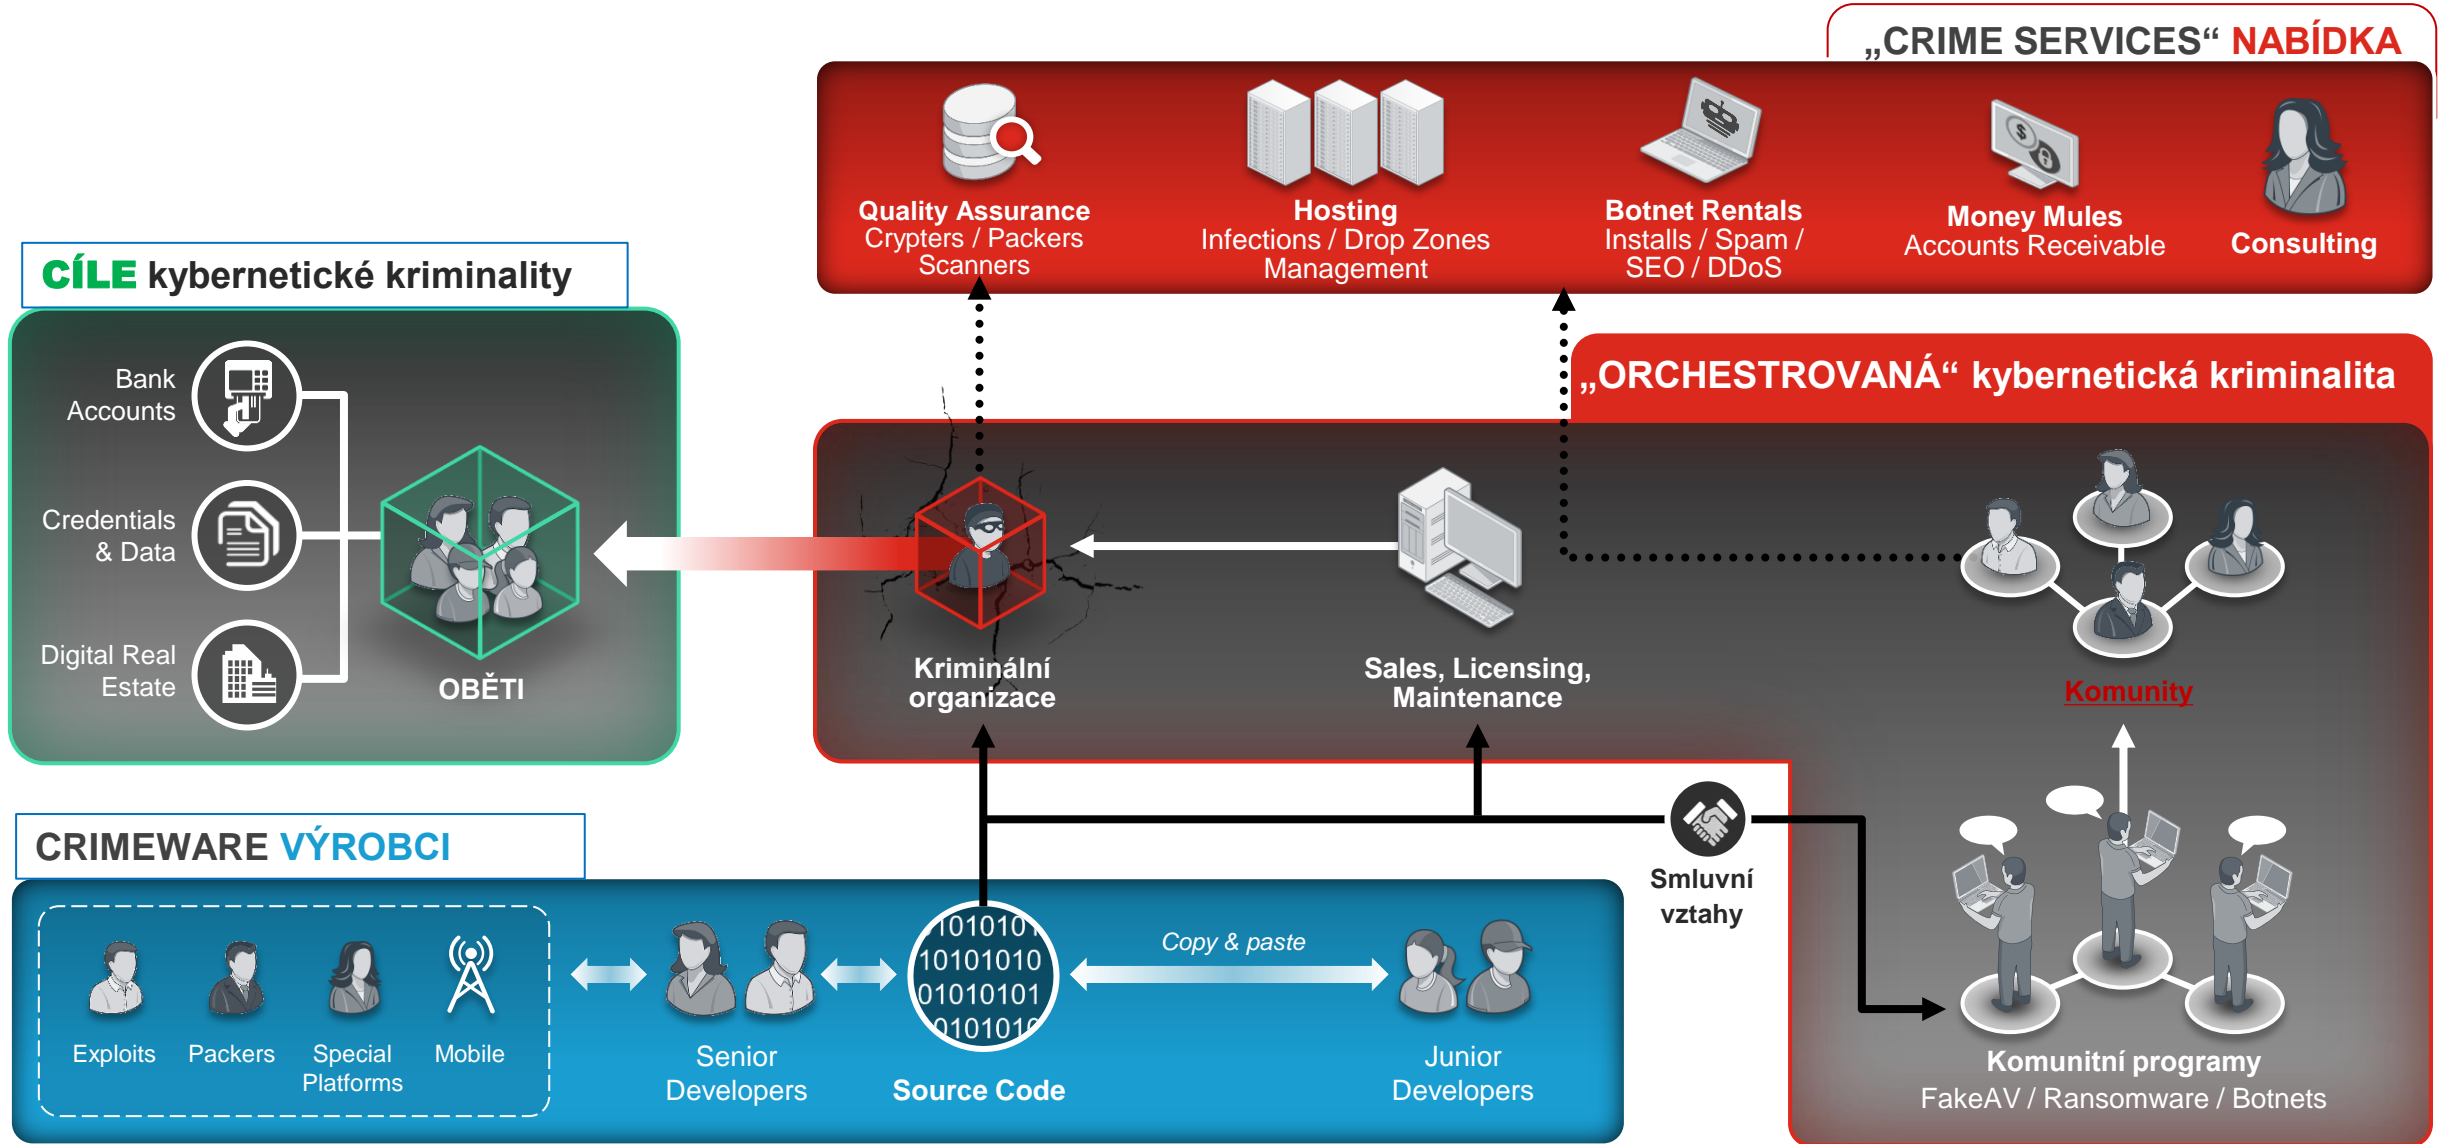 „CRIME SERVICES“ NABÍDKA
Quality Assurance
Crypters / Packers
Scanners
Hosting
Infections / Drop Zones
Management
Botnet Rentals
Installs / Spam /
SEO / DDoS
$
Money Mules
Accounts Receivable
Consulting
CÍLE kybernetické kriminality
Bank
Accounts
Credentials
& Data
Digital Real
Estate
OBĚTI
„ORCHESTROVANÁ“ kybernetická kriminalita
Kriminální
organizace
Sales, Licensing,
Maintenance
Komunity
Smluvní
vztahy
Komunitní programy
FakeAV / Ransomware / Botnets
CRIMEWARE VÝROBCI
Exploits
Packers
Special
Platforms
Mobile
Senior
Developers
1010101
10101010
01010101
0101010
Source Code
Copy & paste
Junior
Developers